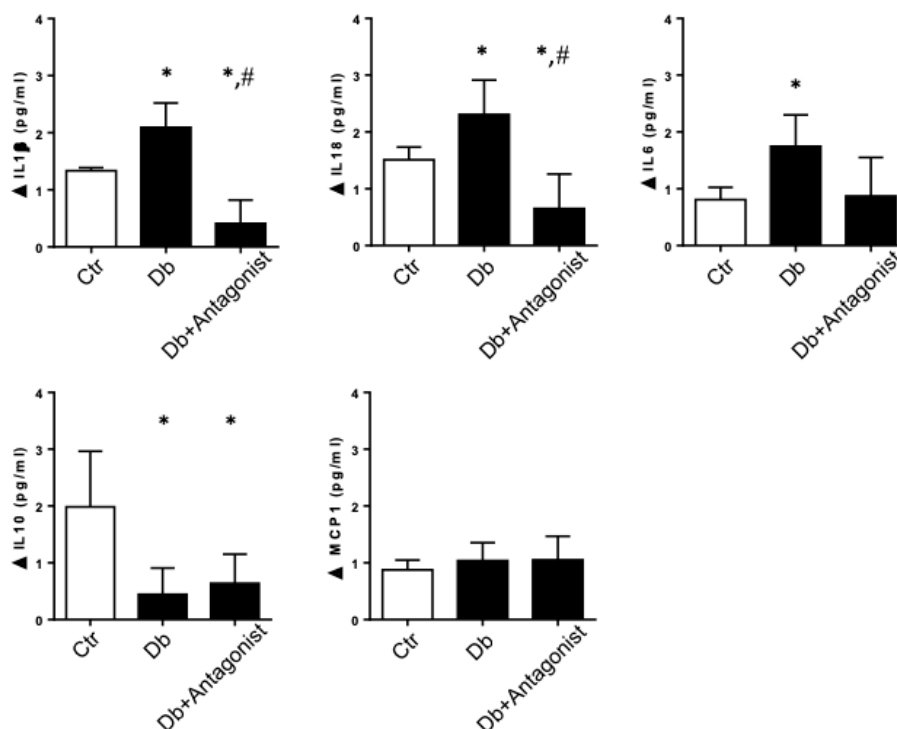 ▲ IL1β (pg/ml)
4
3
2
1
0
*
*,#
Ctr
Db
Db+Antagonist
▲ IL18 (pg/ml)
4
3
2
1
0
*
*,#
Ctr
Db
Db+Antagonist
▲ IL6 (pg/ml)
4
3
2
1
0
*
Ctr
Db
Db+Antagonist
▲ IL10 (pg/ml)
4
3
2
1
0
*
*
Ctr
Db
Db+Antagonist
▲ MCP1 (pg/ml)
4
3
2
1
0
Ctr
Db
Db+Antagonist